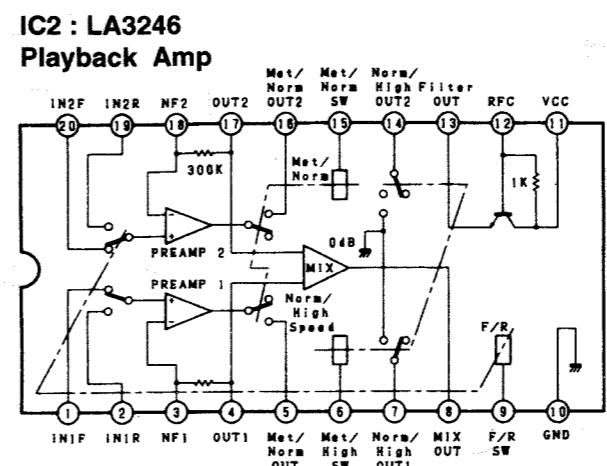 IC2 : LA3246
Playback Amp
Met/ Met/ Norm/
Norm Norm High Filter
IN2F IN2R NF2 OUT2 OUT2 SW OUT2 OUT RFC VCC
20 19 18 17 16 15 14 13 12 11
300K
Met/
Norm
1K
0dB
PREAMP 2
MIX
PREAMP 1
Norm/
High
Speed
F/R
1 2 3 4 5 6 7 8 9 10
IN1F IN1R NF1 OUT1 Met/ Met/ Norm/ MIX F/R GND
Norm High High OUT SW
OUT SW OUT1